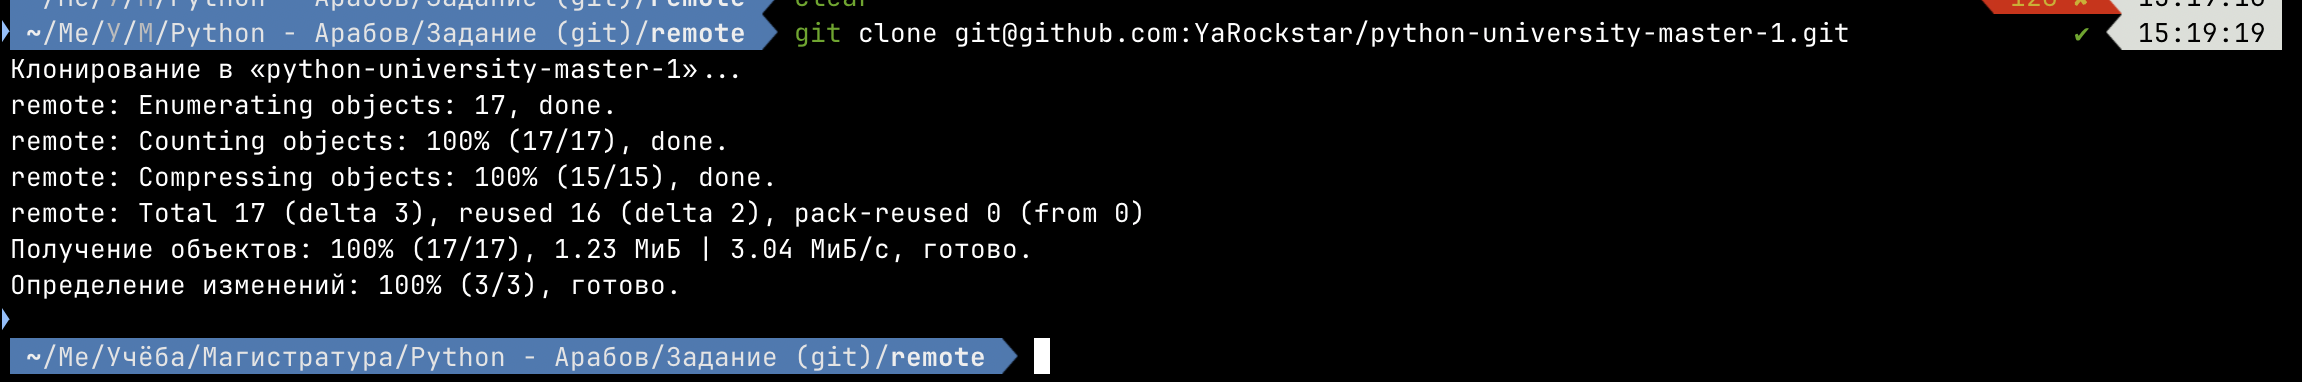 ~/Me/У/М/Python - Арабов/Задание (git)/remote clear 128 ✘ 15:19:16
~/Me/У/М/Python - Арабов/Задание (git)/remote git clone git@github.com:YaRockstar/python-university-master-1.git ✔ 15:19:19
Клонирование в «python-university-master-1»...
remote: Enumerating objects: 17, done.
remote: Counting objects: 100% (17/17), done.
remote: Compressing objects: 100% (15/15), done.
remote: Total 17 (delta 3), reused 16 (delta 2), pack-reused 0 (from 0)
Получение объектов: 100% (17/17), 1.23 МиБ | 3.04 МиБ/с, готово.
Определение изменений: 100% (3/3), готово.
~/Me/Учёба/Магистратура/Python - Арабов/Задание (git)/remote